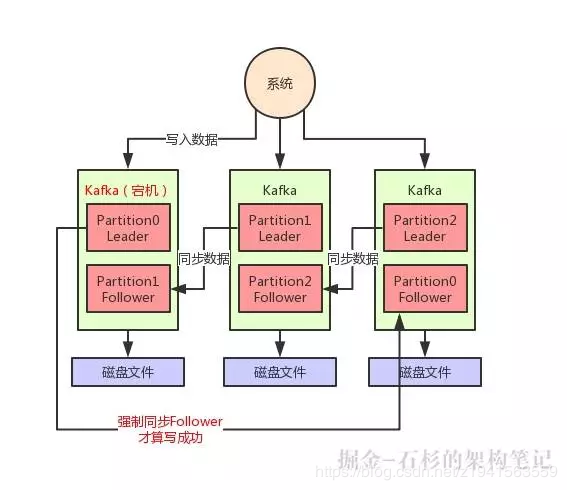 系统
写入数据
Kafka（宕机）
Kafka
Kafka
Partition0
Leader
Partition1
Leader
Partition2
Leader
同步数据
同步数据
Partition1
Follower
Partition2
Follower
Partition0
Follower
磁盘文件
磁盘文件
磁盘文件
强制同步Follower
才算写成功
掘金-石杉的架构笔记
https://blog.csdn.net/z1941563559